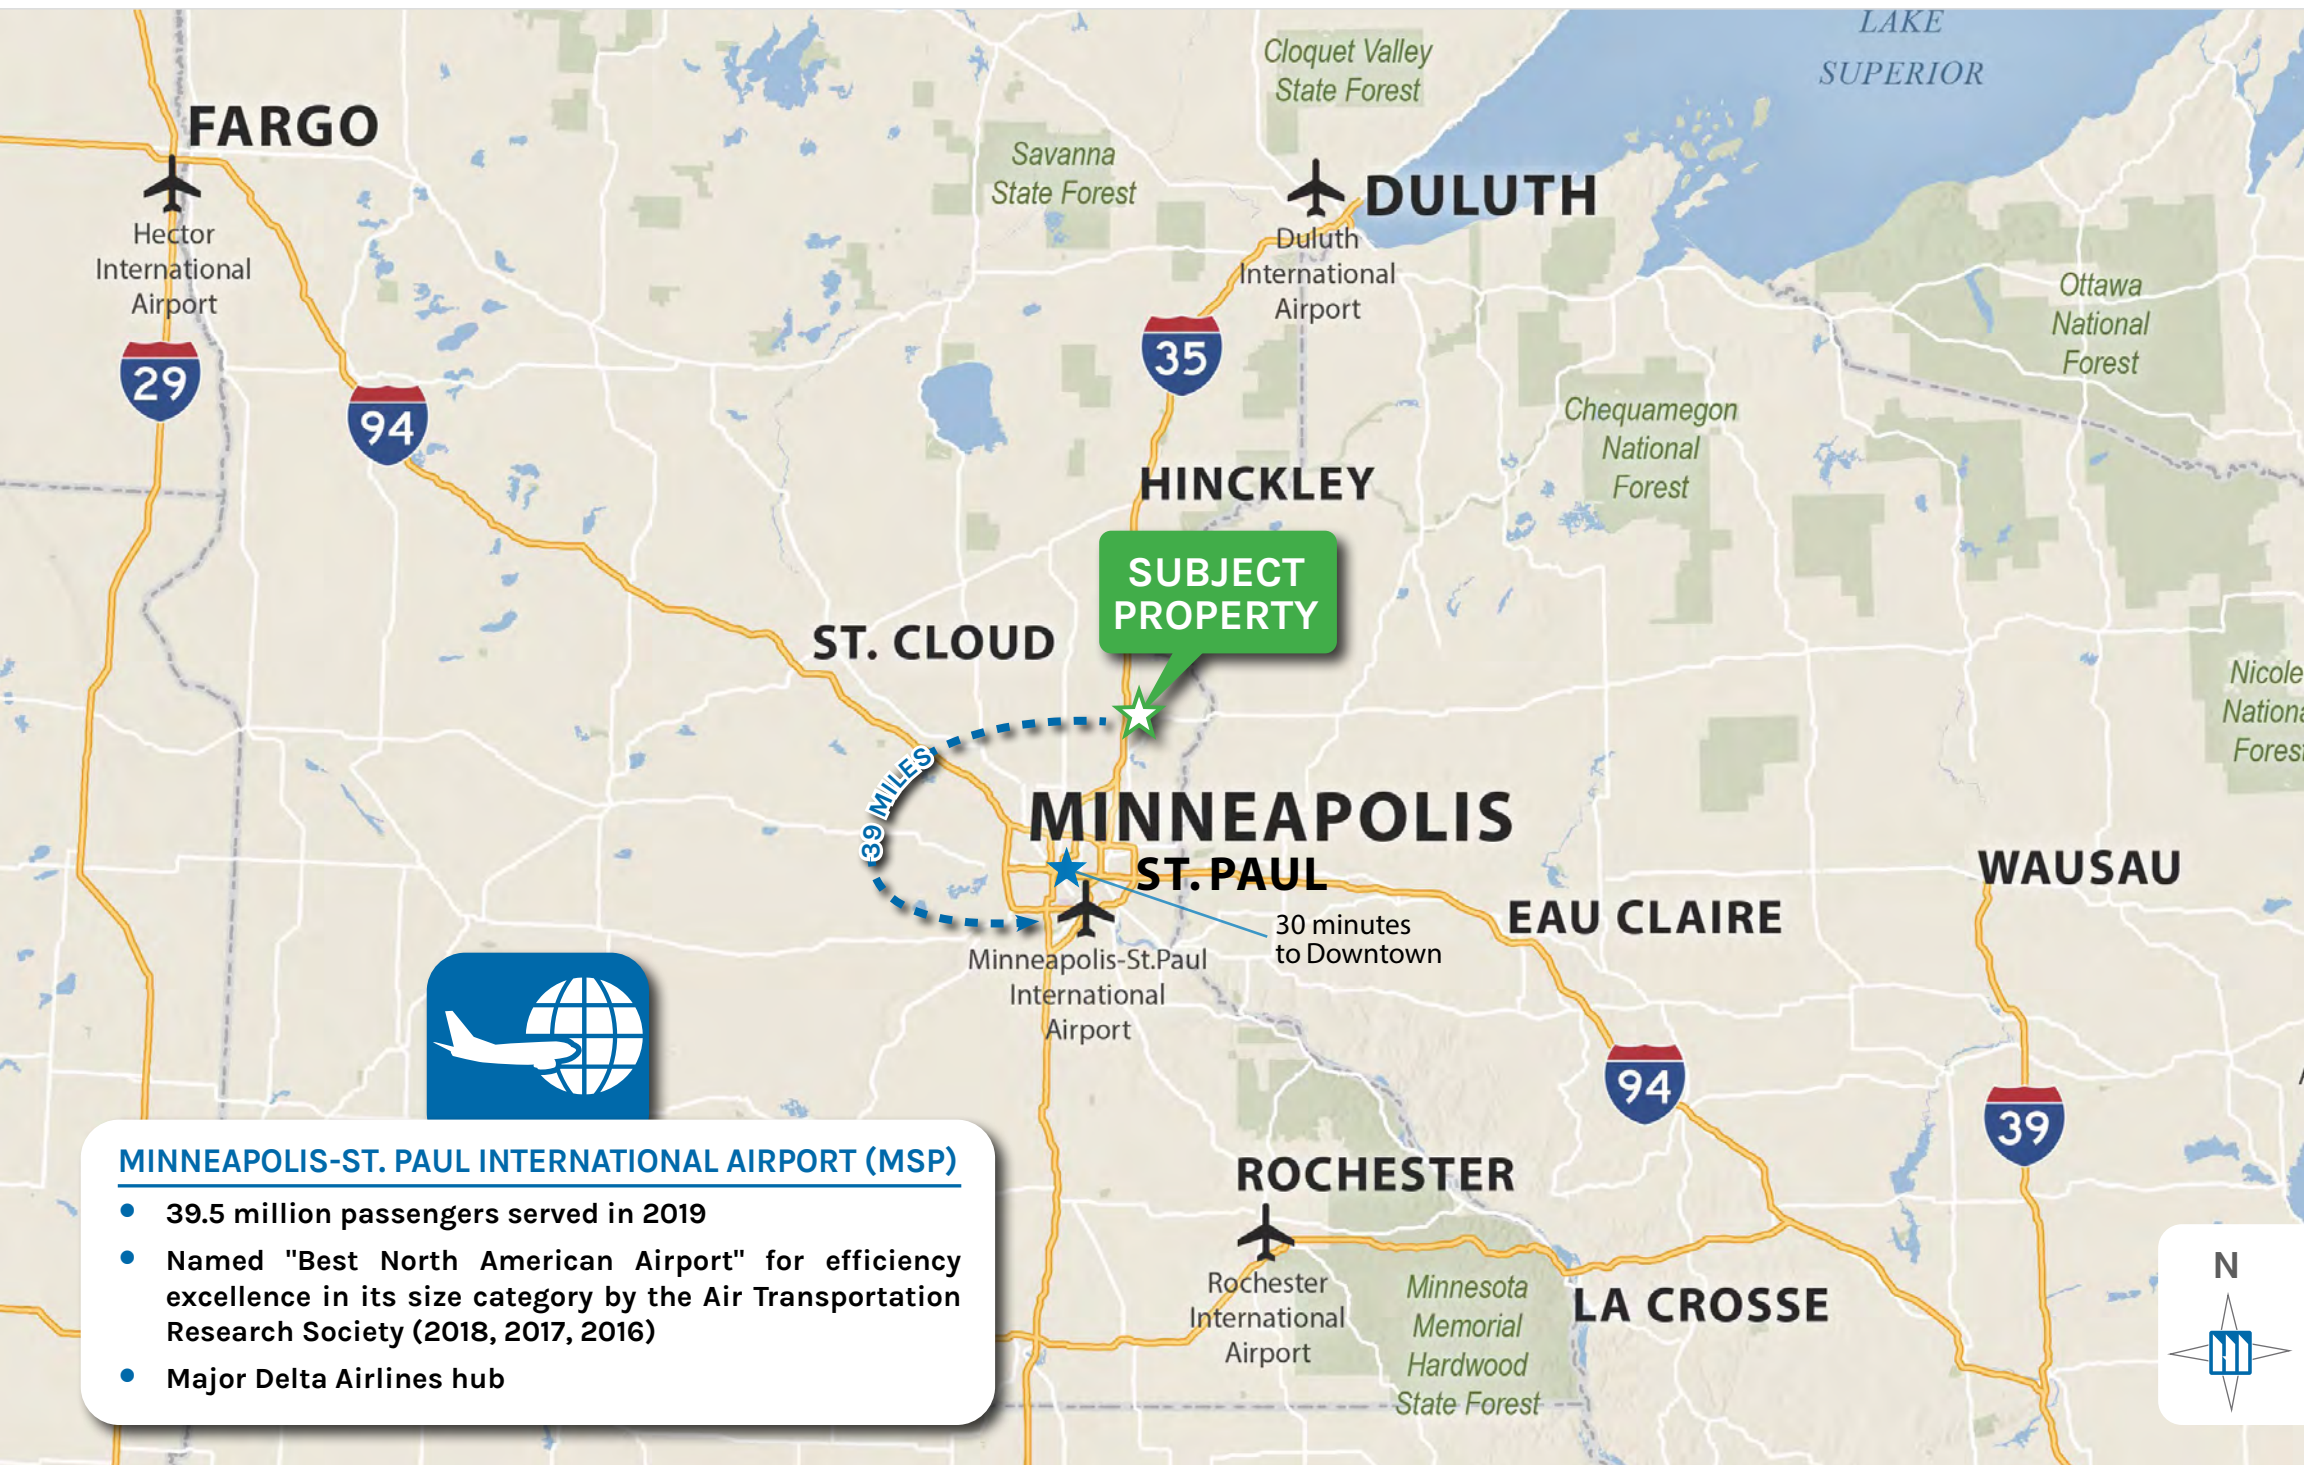 LAKE
SUPERIOR
Cloquet Valley
State Forest
FARGO
Savanna
State Forest
DULUTH
Hector
International
Airport
Duluth
International
Airport
Ottawa
National
Forest
29
94
35
Chequamegon
National
Forest
HINCKLEY
SUBJECT
PROPERTY
ST. CLOUD
Nicole
Nationa
Forest
39 MILES
MINNEAPOLIS
ST. PAUL
WAUSAU
EAU CLAIRE
30 minutes
to Downtown
Minneapolis-St.Paul
International
Airport
94
39
MINNEAPOLIS-ST. PAUL INTERNATIONAL AIRPORT (MSP)
• 39.5 million passengers served in 2019
• Named "Best North American Airport" for efficiency
excellence in its size category by the Air Transportation
Research Society (2018, 2017, 2016)
• Major Delta Airlines hub
ROCHESTER
Rochester
International
Airport
Minnesota
Memorial
Hardwood
State Forest
LA CROSSE
N